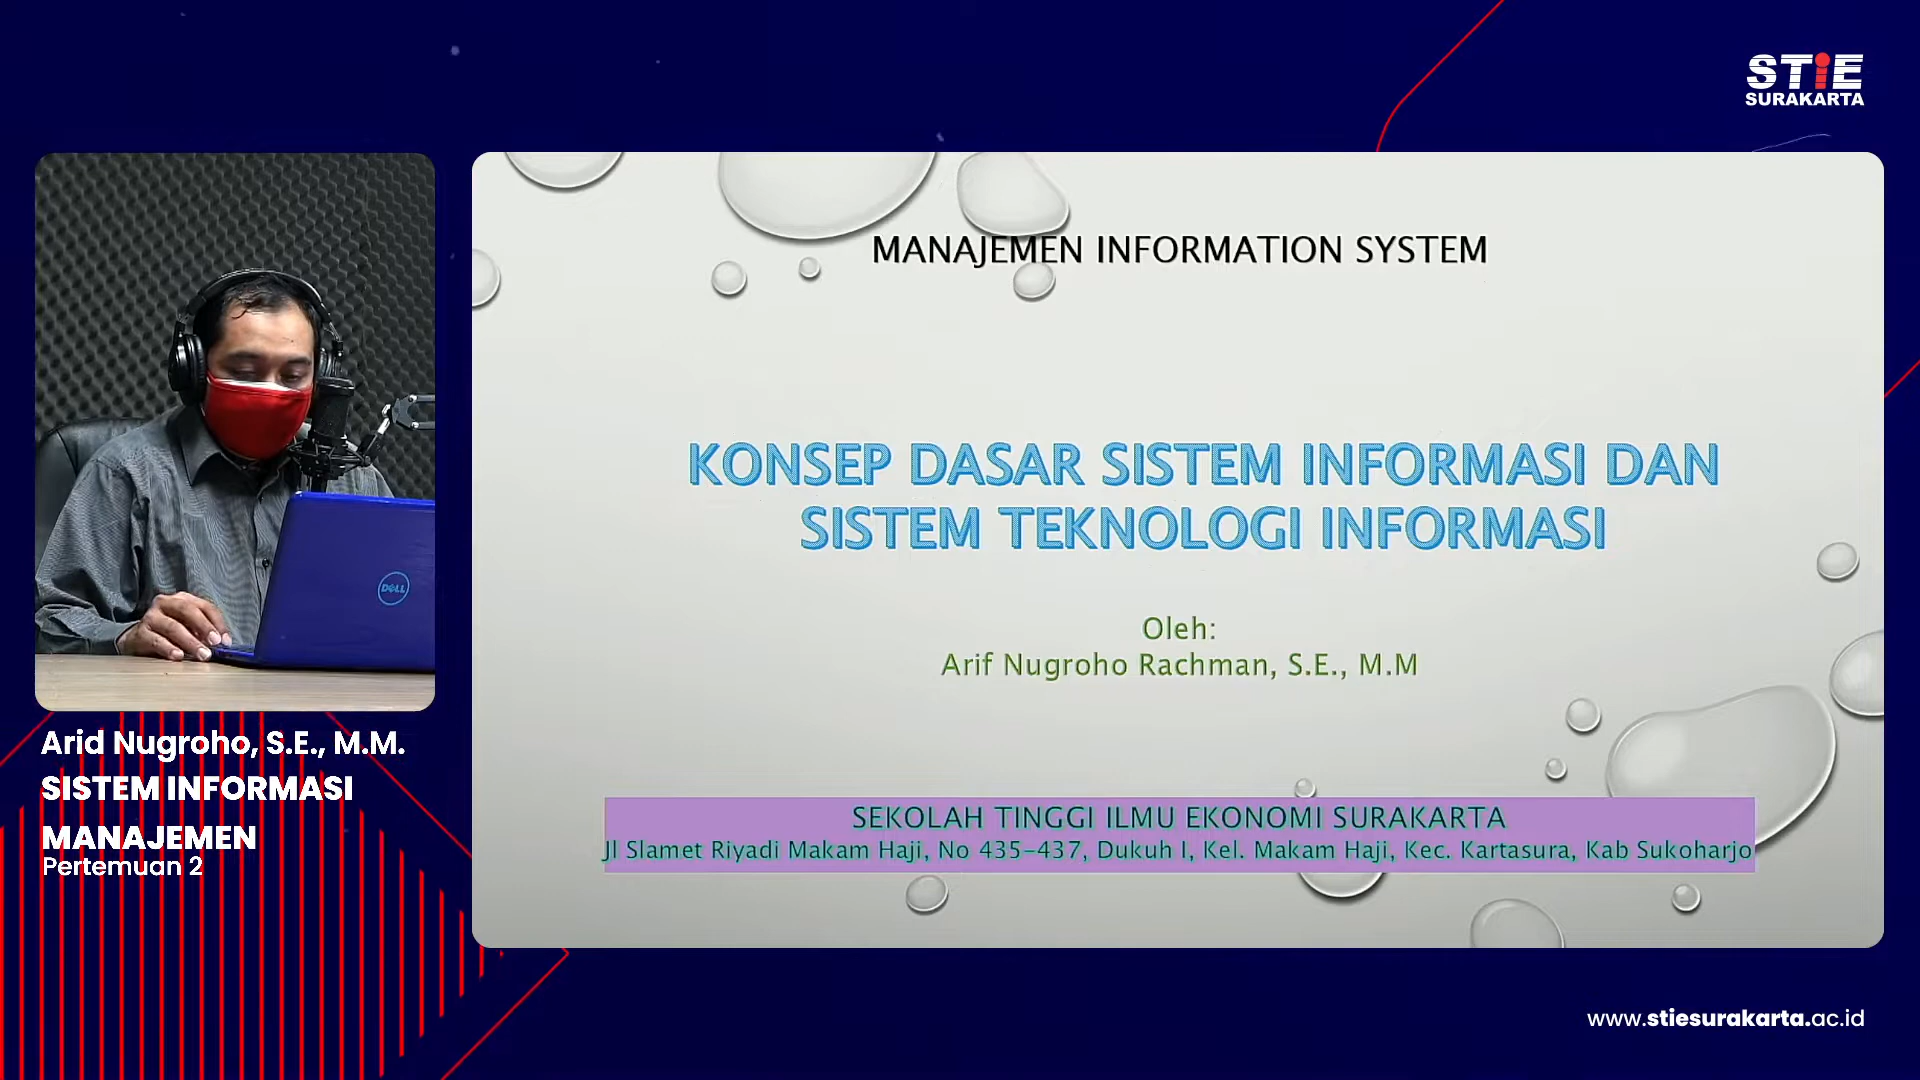 STiE
SURAKARTA
MANAJEMEN INFORMATION SYSTEM
KONSEP DASAR SISTEM INFORMASI DAN
SISTEM TEKNOLOGI INFORMASI
Oleh:
Arif Nugroho Rachman, S.E., M.M
SEKOLAH TINGGI ILMU EKONOMI SURAKARTA
Jl Slamet Riyadi Makam Haji, No 435-437, Dukuh I, Kel. Makam Haji, Kec. Kartasura, Kab Sukoharjo
DELL
Arid Nugroho, S.E., M.M.
SISTEM INFORMASI
MANAJEMEN
Pertemuan 2
www.stiesurakarta.ac.id